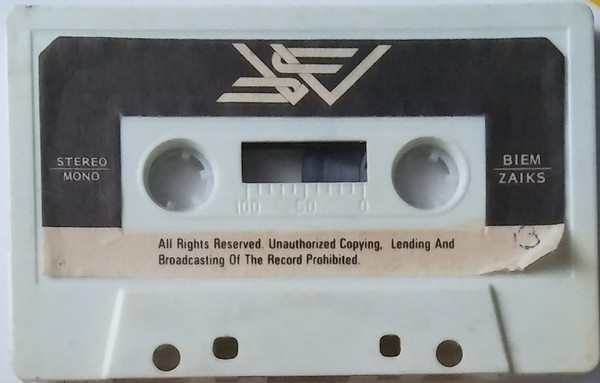 STEREO
MONO
BIEM
ZAIKS
100 50 0
All Rights Reserved. Unauthorized Copying, Lending And
Broadcasting Of The Record Prohibited.
13